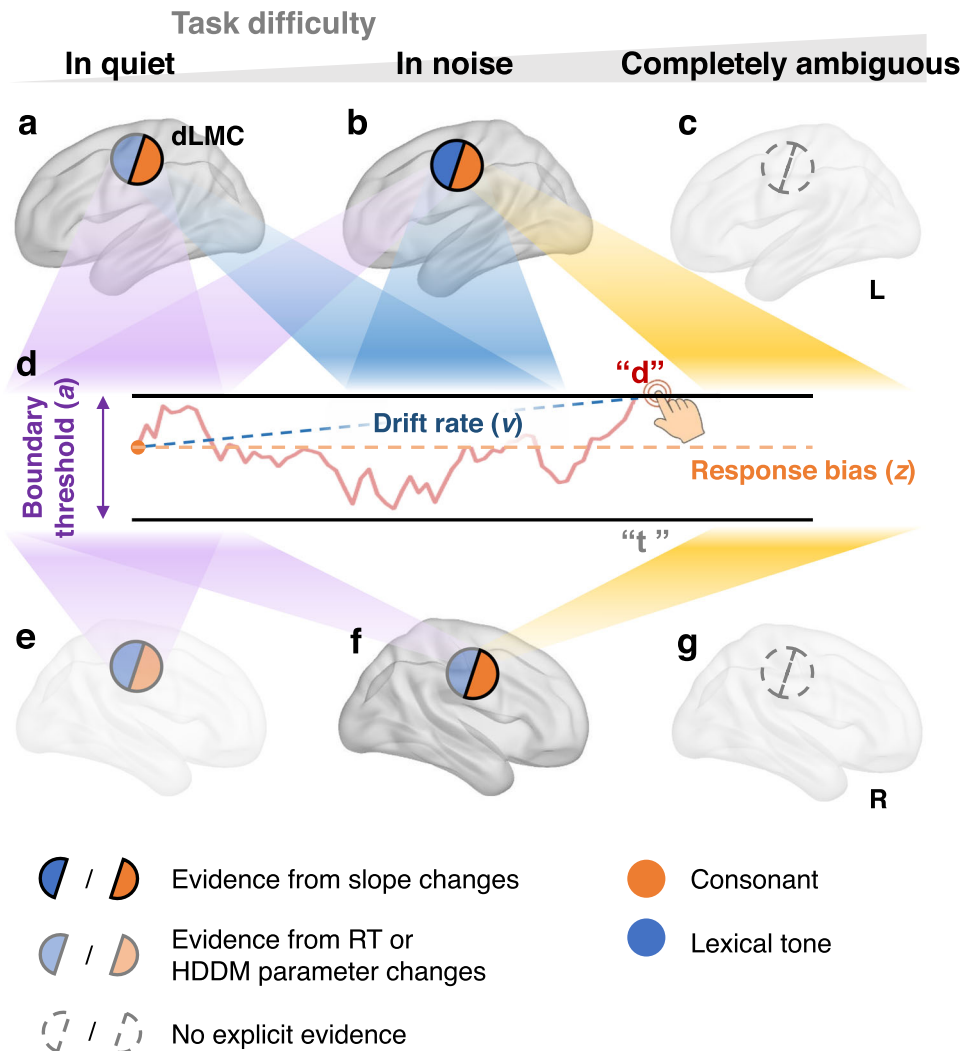 Task difficulty
In quiet
In noise
Completely ambiguous
a
dLMC
b
c
L
d
"d"
Boundary
threshold (a)
Drift rate (v)
Response bias (z)
"t "
e
f
g
R
/
Evidence from slope changes
Consonant
/
Evidence from RT or
HDDM parameter changes
Lexical tone
/
No explicit evidence